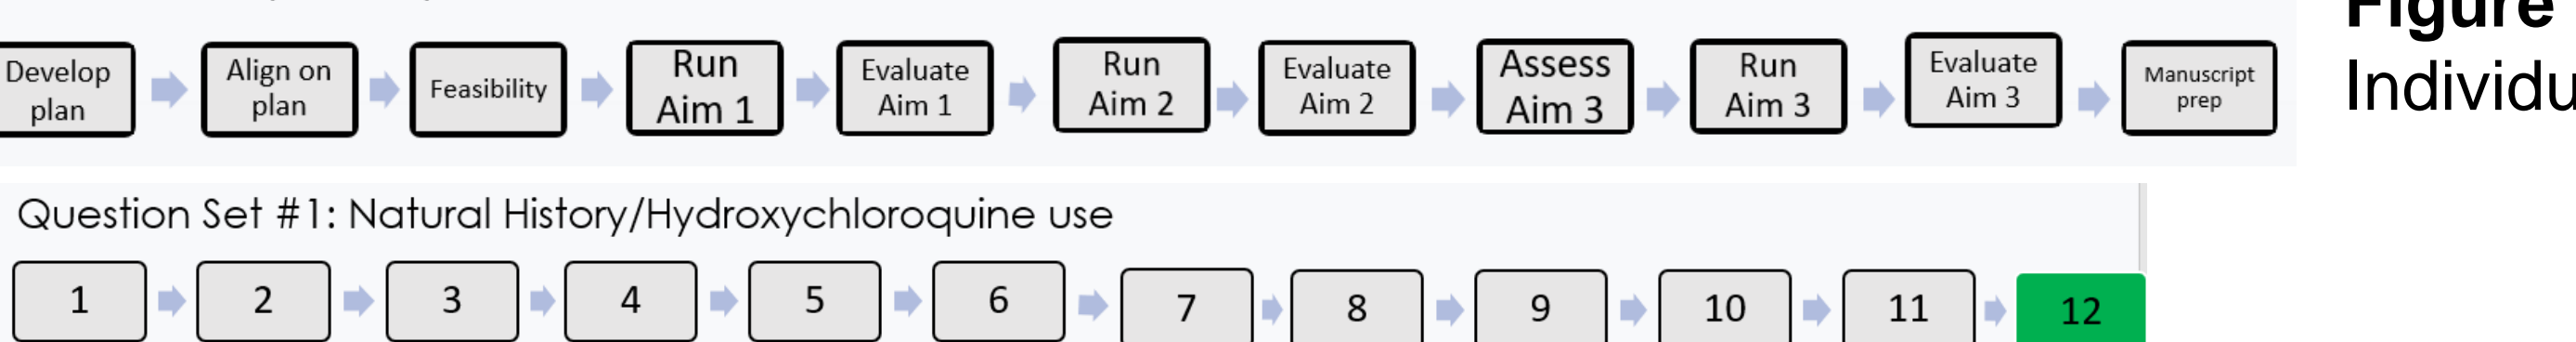 Develop
plan
Align on
plan
Feasibility
Run
Aim 1
Evaluate
Aim 1
Run
Aim 2
Evaluate
Aim 2
Assess
Aim 3
Run
Aim 3
Evaluate
Aim 3
Manuscript
prep
Figure
Individu
Question Set #1: Natural History/Hydroxychloroquine use
1
2
3
4
5
6
7
8
9
10
11
12